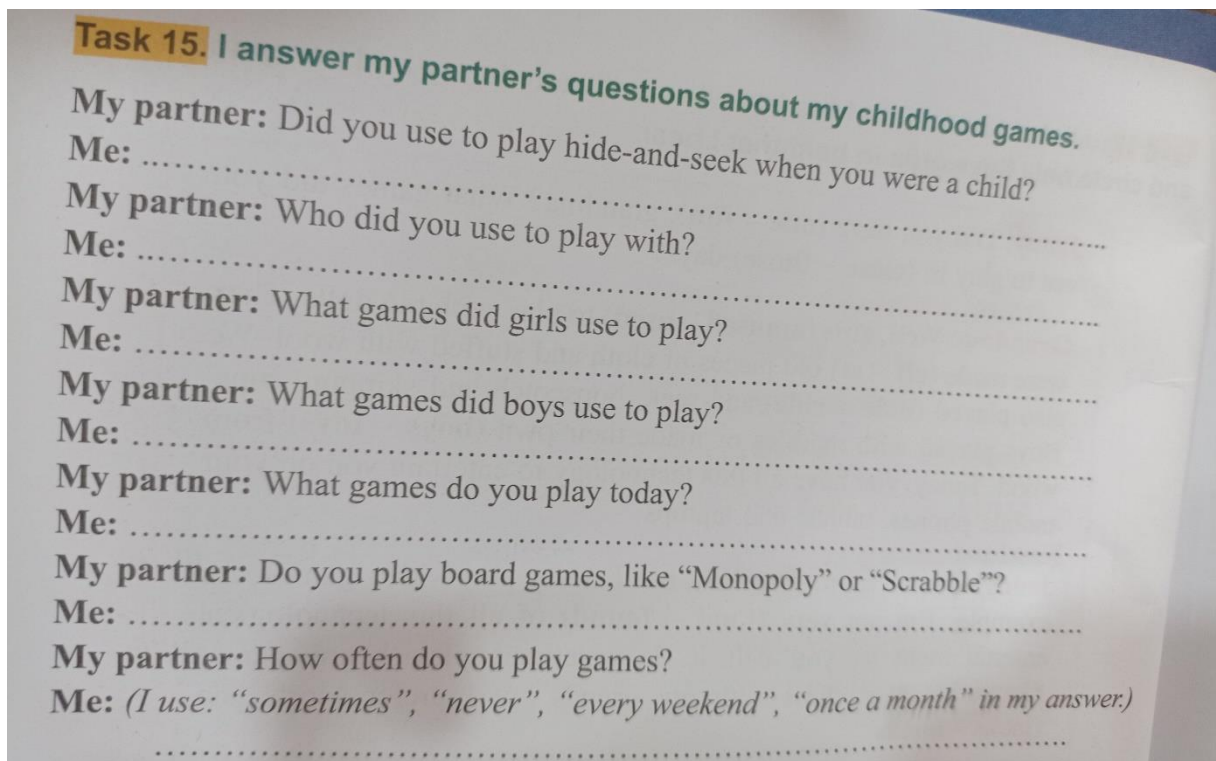 Task 15. I answer my partner's questions about my childhood games.
My partner: Did you use to play hide-and-seek when you were a child?
Me: ........................................................................
My partner: Who did you use to play with?
Me: ........................................................................
My partner: What games did girls use to play?
Me: ........................................................................
My partner: What games did boys use to play?
Me: ........................................................................
My partner: What games do you play today?
Me: ........................................................................
My partner: Do you play board games, like “Monopoly” or “Scrabble”?
Me: ........................................................................
My partner: How often do you play games?
Me: (I use: “sometimes”, “never”, “every weekend”, “once a month” in my answer.)
........................................................................